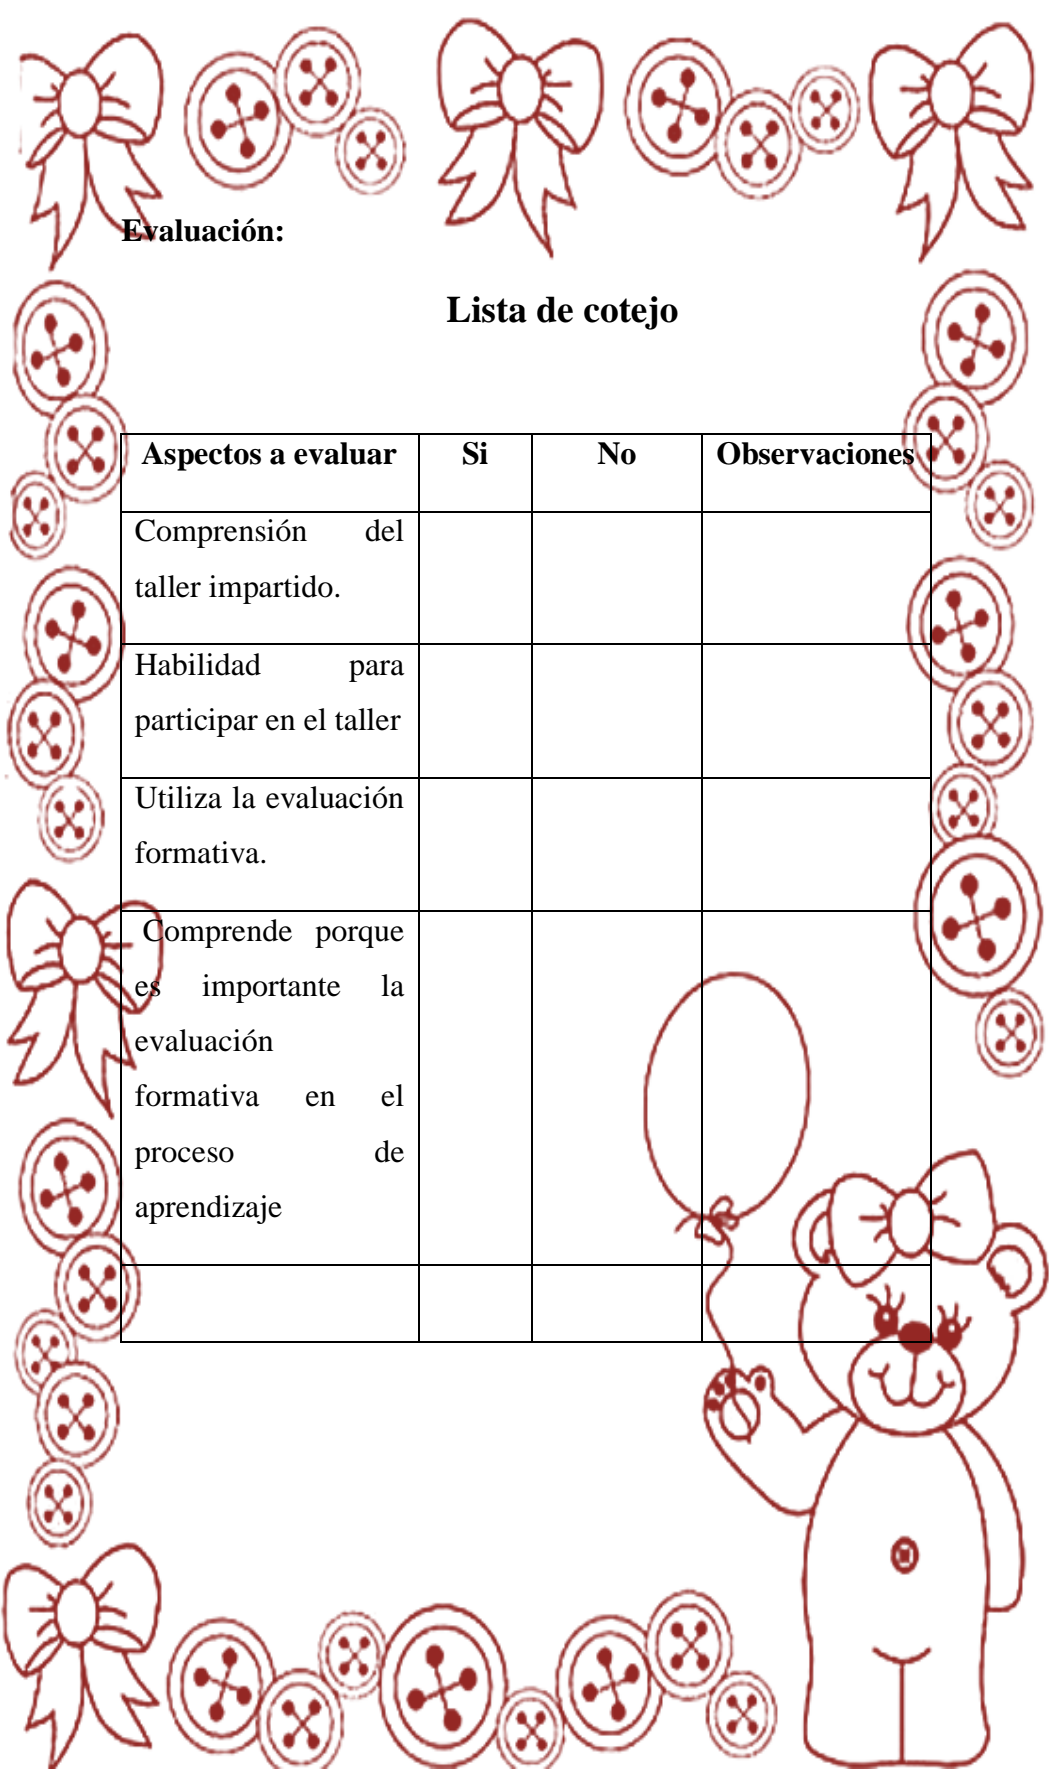 Evaluación:
Lista de cotejo
Aspectos a evaluar Si No Observaciones
Comprensión del
taller impartido.
Habilidad para
participar en el taller
Utiliza la evaluación
formativa.
Comprende porque
es importante la
evaluación
formativa en el
proceso de
aprendizaje